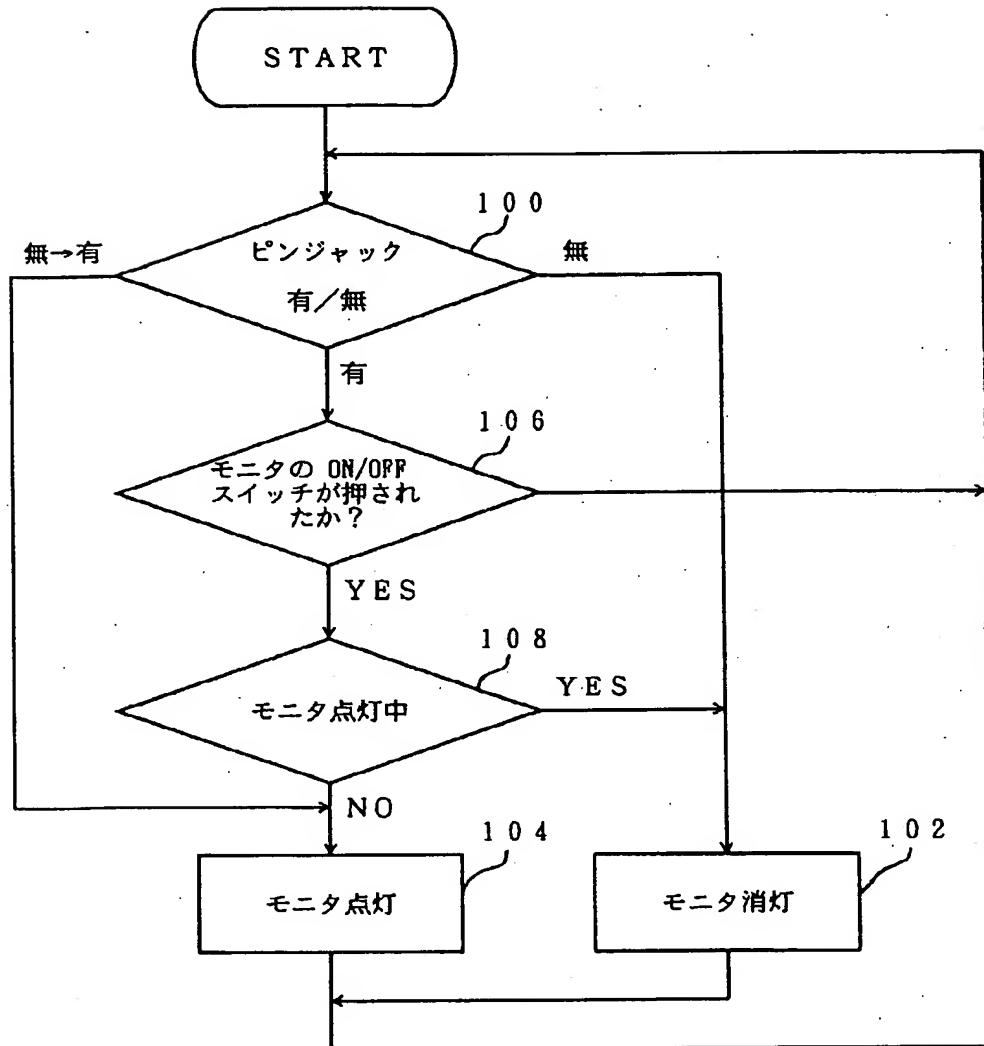 START
100
無→有
ピンジャック
有／無
無
有
106
モニタの ON/OFF
スイッチが押され
たか？
YES
108
モニタ点灯中
YES
NO
104
モニタ点灯
102
モニタ消灯